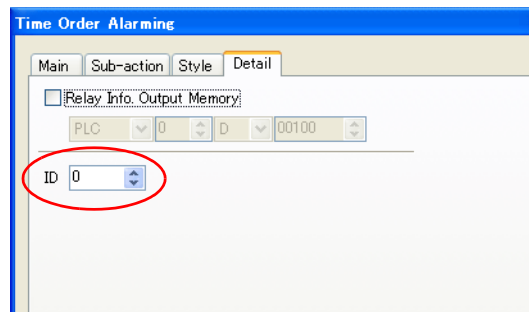 Time Order Alarming
Main Sub-action Style Detail
Relay Info. Output Memory
PLC 0 D 00100
ID 0